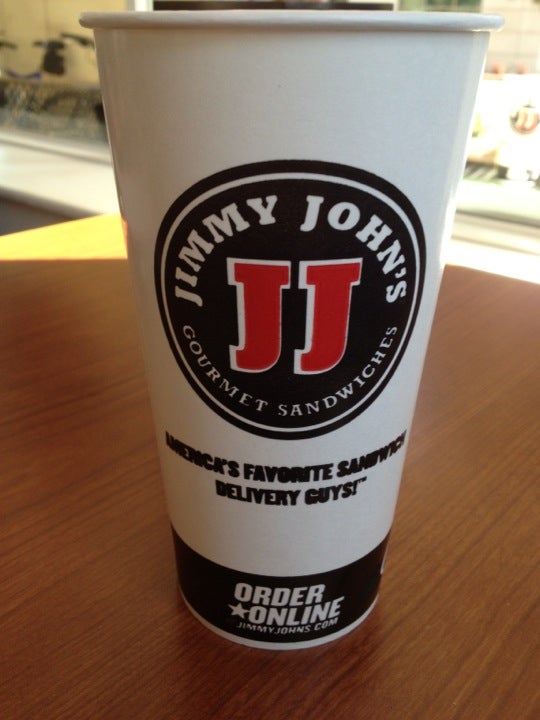 JIMMY JOHN'S
JJ
GOURMET SANDWICHES
AMERICA'S FAVORITE SANDWICH
DELIVERY GUYS!™
ORDER
★ONLINE
JIMMYJOHNS.COM